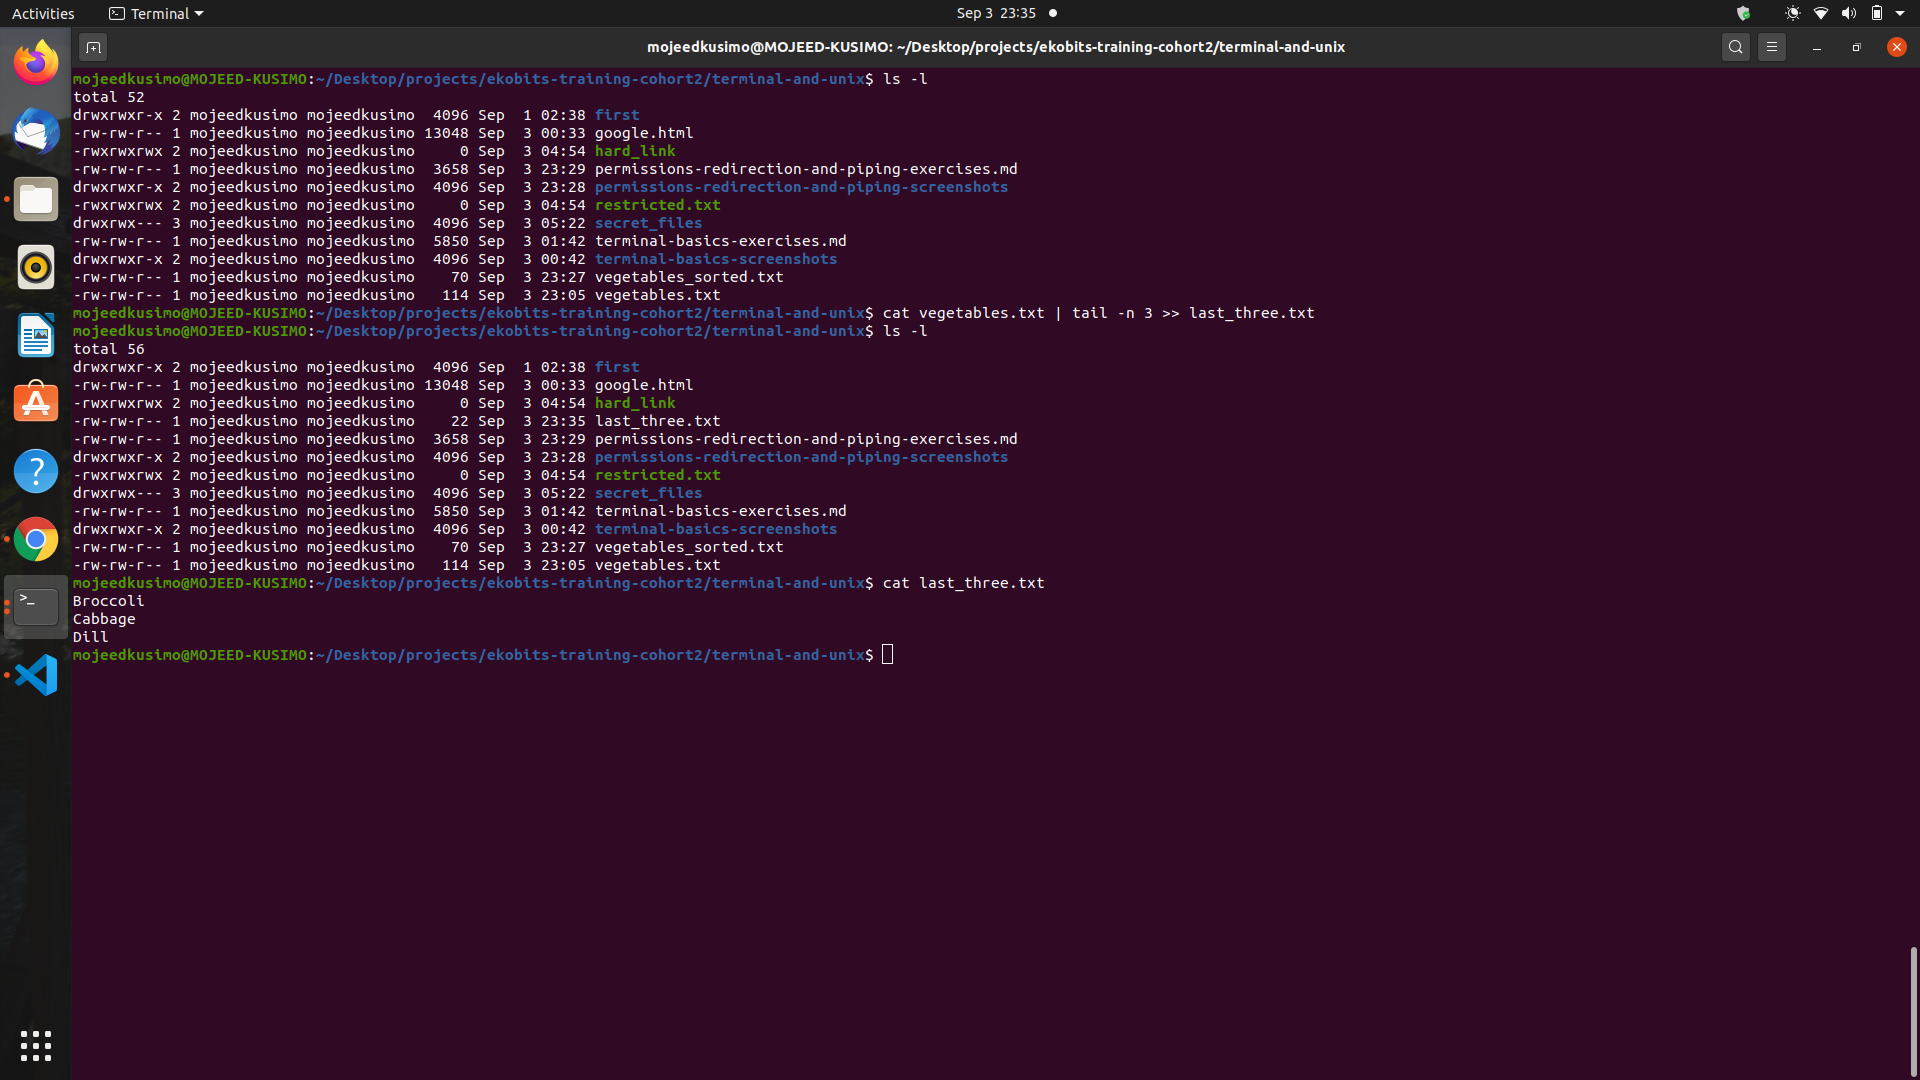 Activities
Terminal
Sep 3 23:35
mojeedkusimo@MOJEED-KUSIMO: ~/Desktop/projects/ekobits-training-cohort2/terminal-and-unix
mojeedkusimo@MOJEED-KUSIMO:~/Desktop/projects/ekobits-training-cohort2/terminal-and-unix$ ls -l
total 52
drwxrwxr-x 2 mojeedkusimo mojeedkusimo  4096 Sep  1 02:38 first
-rw-rw-r-- 1 mojeedkusimo mojeedkusimo 13048 Sep  3 00:33 google.html
-rwxrwxrwx 2 mojeedkusimo mojeedkusimo     0 Sep  3 04:54 hard_link
-rw-rw-r-- 1 mojeedkusimo mojeedkusimo  3658 Sep  3 23:29 permissions-redirection-and-piping-exercises.md
drwxrwxr-x 2 mojeedkusimo mojeedkusimo  4096 Sep  3 23:28 permissions-redirection-and-piping-screenshots
-rwxrwxrwx 2 mojeedkusimo mojeedkusimo     0 Sep  3 04:54 restricted.txt
drwxrwx--- 3 mojeedkusimo mojeedkusimo  4096 Sep  3 05:22 secret_files
-rw-rw-r-- 1 mojeedkusimo mojeedkusimo  5850 Sep  3 01:42 terminal-basics-exercises.md
drwxrwxr-x 2 mojeedkusimo mojeedkusimo  4096 Sep  3 00:42 terminal-basics-screenshots
-rw-rw-r-- 1 mojeedkusimo mojeedkusimo    70 Sep  3 23:27 vegetables_sorted.txt
-rw-rw-r-- 1 mojeedkusimo mojeedkusimo   114 Sep  3 23:05 vegetables.txt
mojeedkusimo@MOJEED-KUSIMO:~/Desktop/projects/ekobits-training-cohort2/terminal-and-unix$ cat vegetables.txt | tail -n 3 >> last_three.txt
mojeedkusimo@MOJEED-KUSIMO:~/Desktop/projects/ekobits-training-cohort2/terminal-and-unix$ ls -l
total 56
drwxrwxr-x 2 mojeedkusimo mojeedkusimo  4096 Sep  1 02:38 first
-rw-rw-r-- 1 mojeedkusimo mojeedkusimo 13048 Sep  3 00:33 google.html
-rwxrwxrwx 2 mojeedkusimo mojeedkusimo     0 Sep  3 04:54 hard_link
-rw-rw-r-- 1 mojeedkusimo mojeedkusimo    22 Sep  3 23:35 last_three.txt
-rw-rw-r-- 1 mojeedkusimo mojeedkusimo  3658 Sep  3 23:29 permissions-redirection-and-piping-exercises.md
drwxrwxr-x 2 mojeedkusimo mojeedkusimo  4096 Sep  3 23:28 permissions-redirection-and-piping-screenshots
-rwxrwxrwx 2 mojeedkusimo mojeedkusimo     0 Sep  3 04:54 restricted.txt
drwxrwx--- 3 mojeedkusimo mojeedkusimo  4096 Sep  3 05:22 secret_files
-rw-rw-r-- 1 mojeedkusimo mojeedkusimo  5850 Sep  3 01:42 terminal-basics-exercises.md
drwxrwxr-x 2 mojeedkusimo mojeedkusimo  4096 Sep  3 00:42 terminal-basics-screenshots
-rw-rw-r-- 1 mojeedkusimo mojeedkusimo    70 Sep  3 23:27 vegetables_sorted.txt
-rw-rw-r-- 1 mojeedkusimo mojeedkusimo   114 Sep  3 23:05 vegetables.txt
mojeedkusimo@MOJEED-KUSIMO:~/Desktop/projects/ekobits-training-cohort2/terminal-and-unix$ cat last_three.txt
Broccoli
Cabbage
Dill
mojeedkusimo@MOJEED-KUSIMO:~/Desktop/projects/ekobits-training-cohort2/terminal-and-unix$